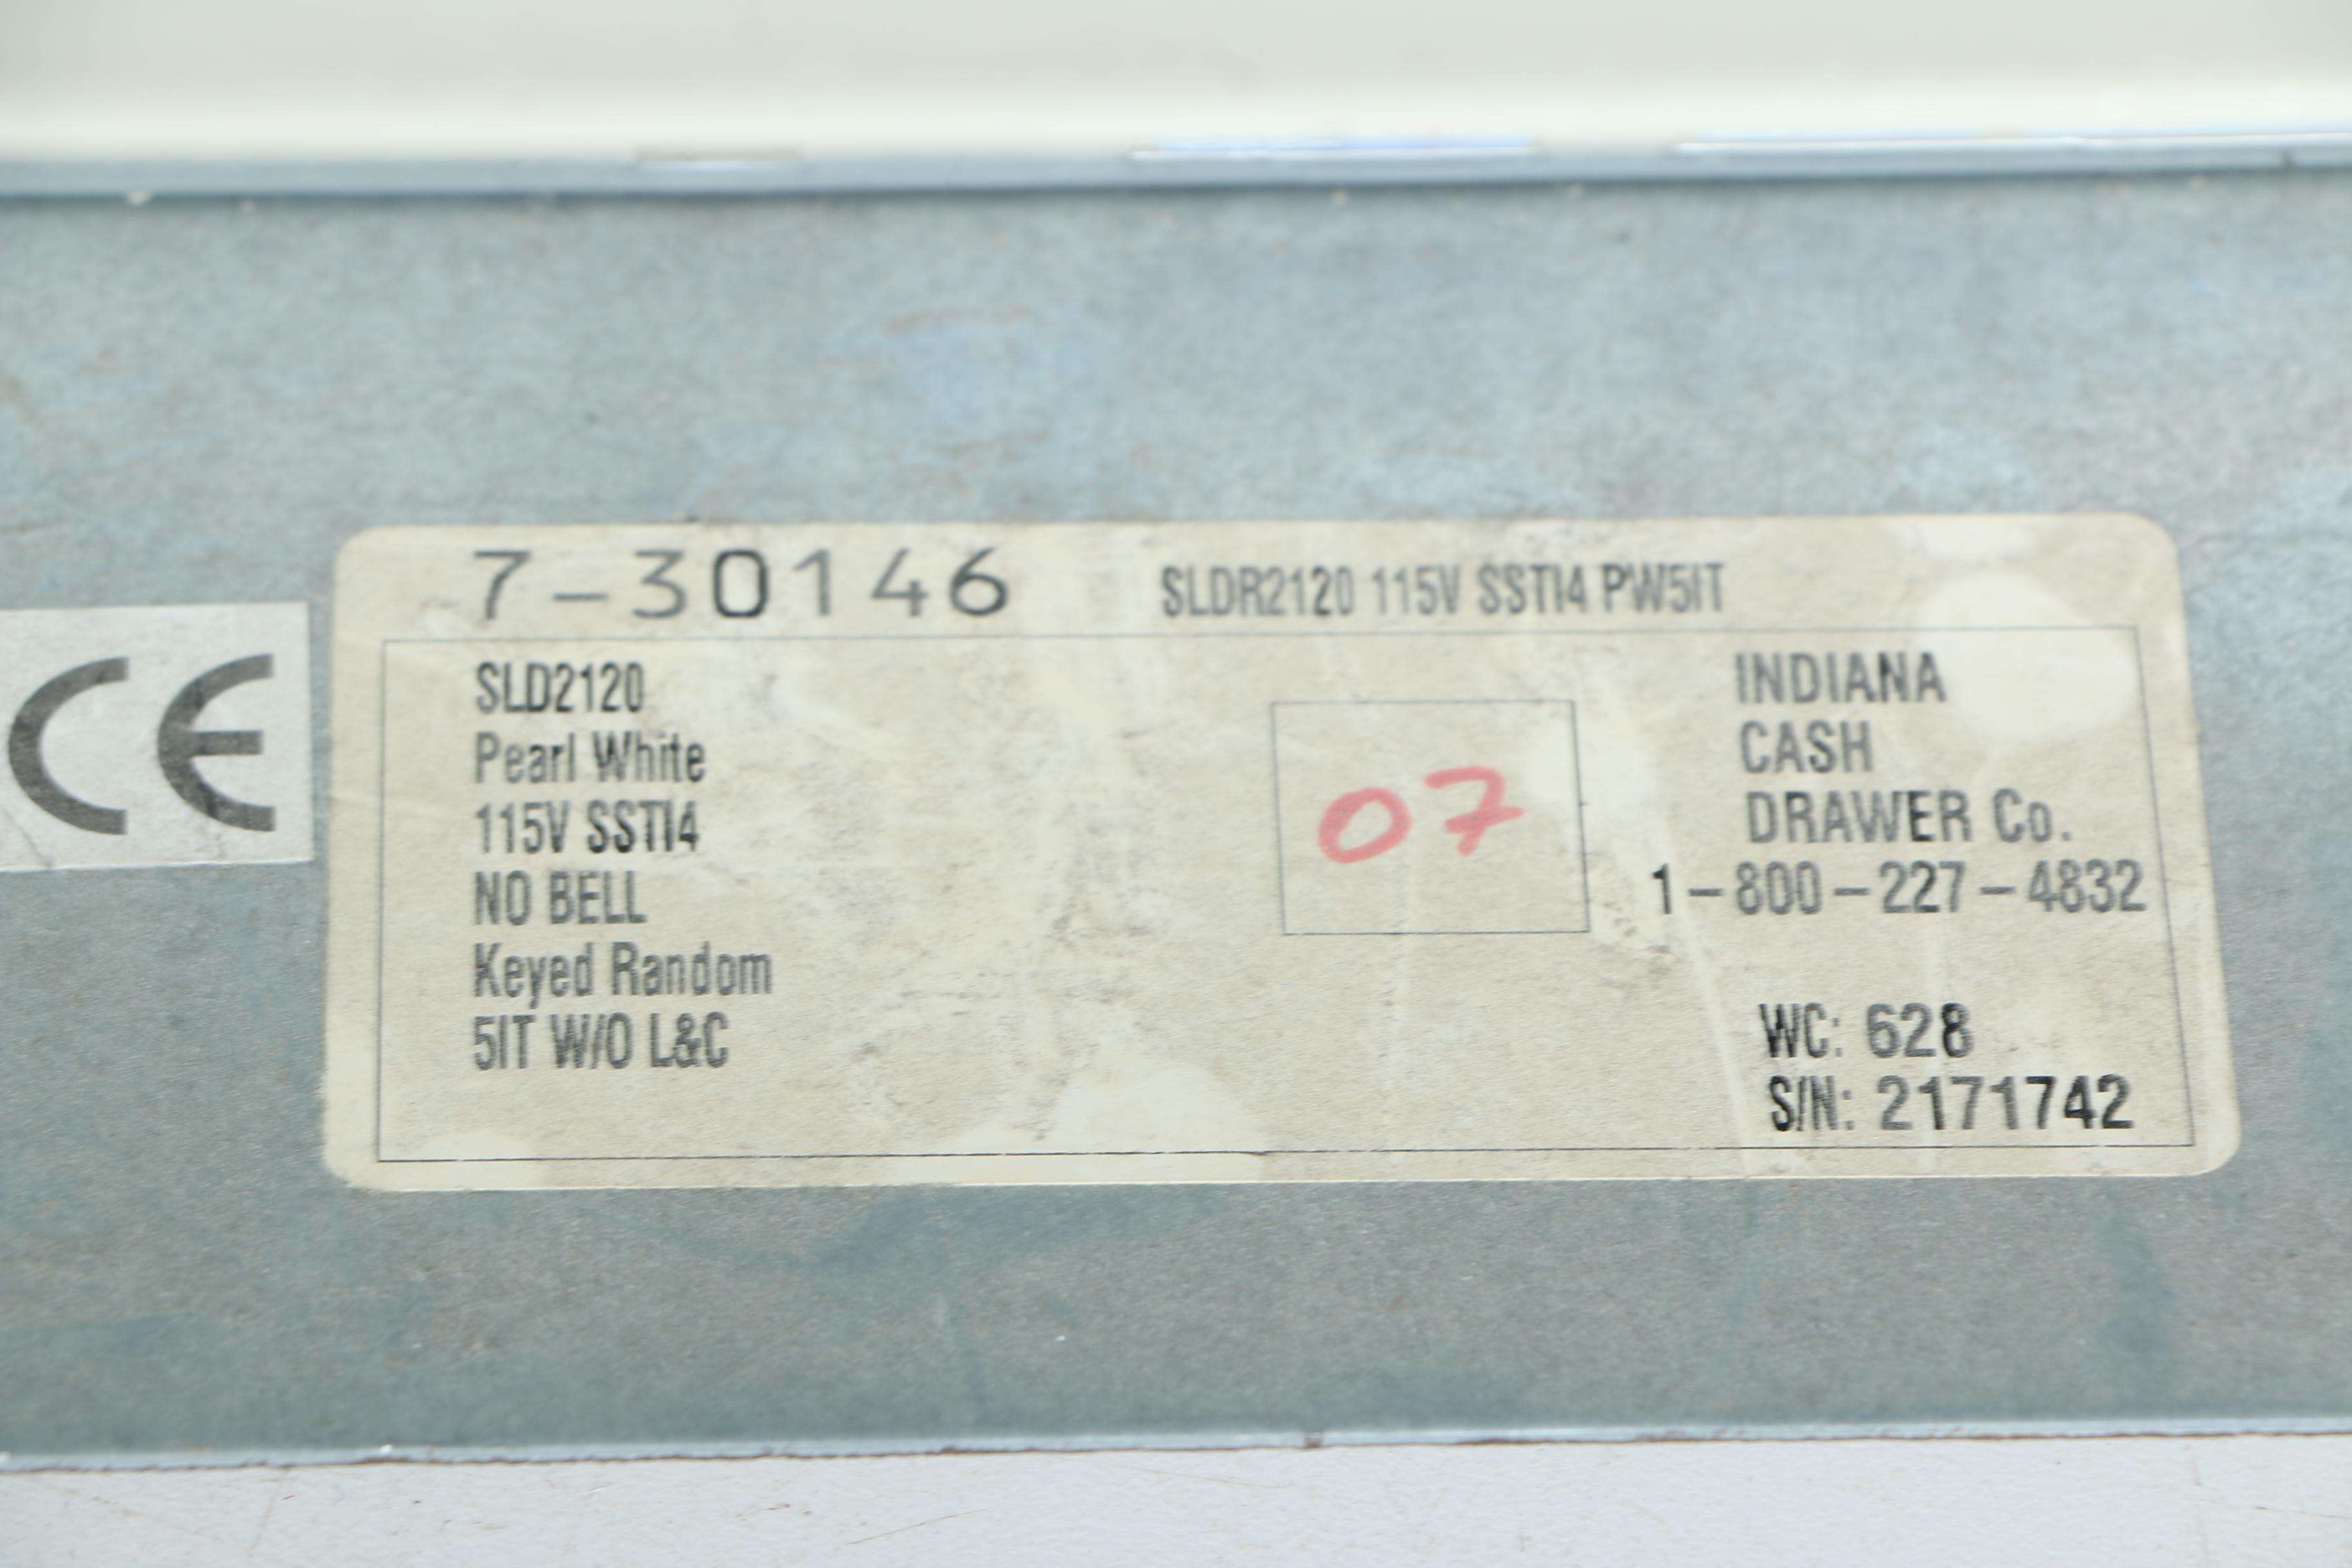 7-30146 SLDR2120 115V SSTI4 PW5IT
CE
SLD2120
Pearl White
115V SSTI4
NO BELL
Keyed Random
5IT W/O L&C
07
INDIANA
CASH
DRAWER Co.
1-800-227-4832
WC: 628
S/N: 2171742